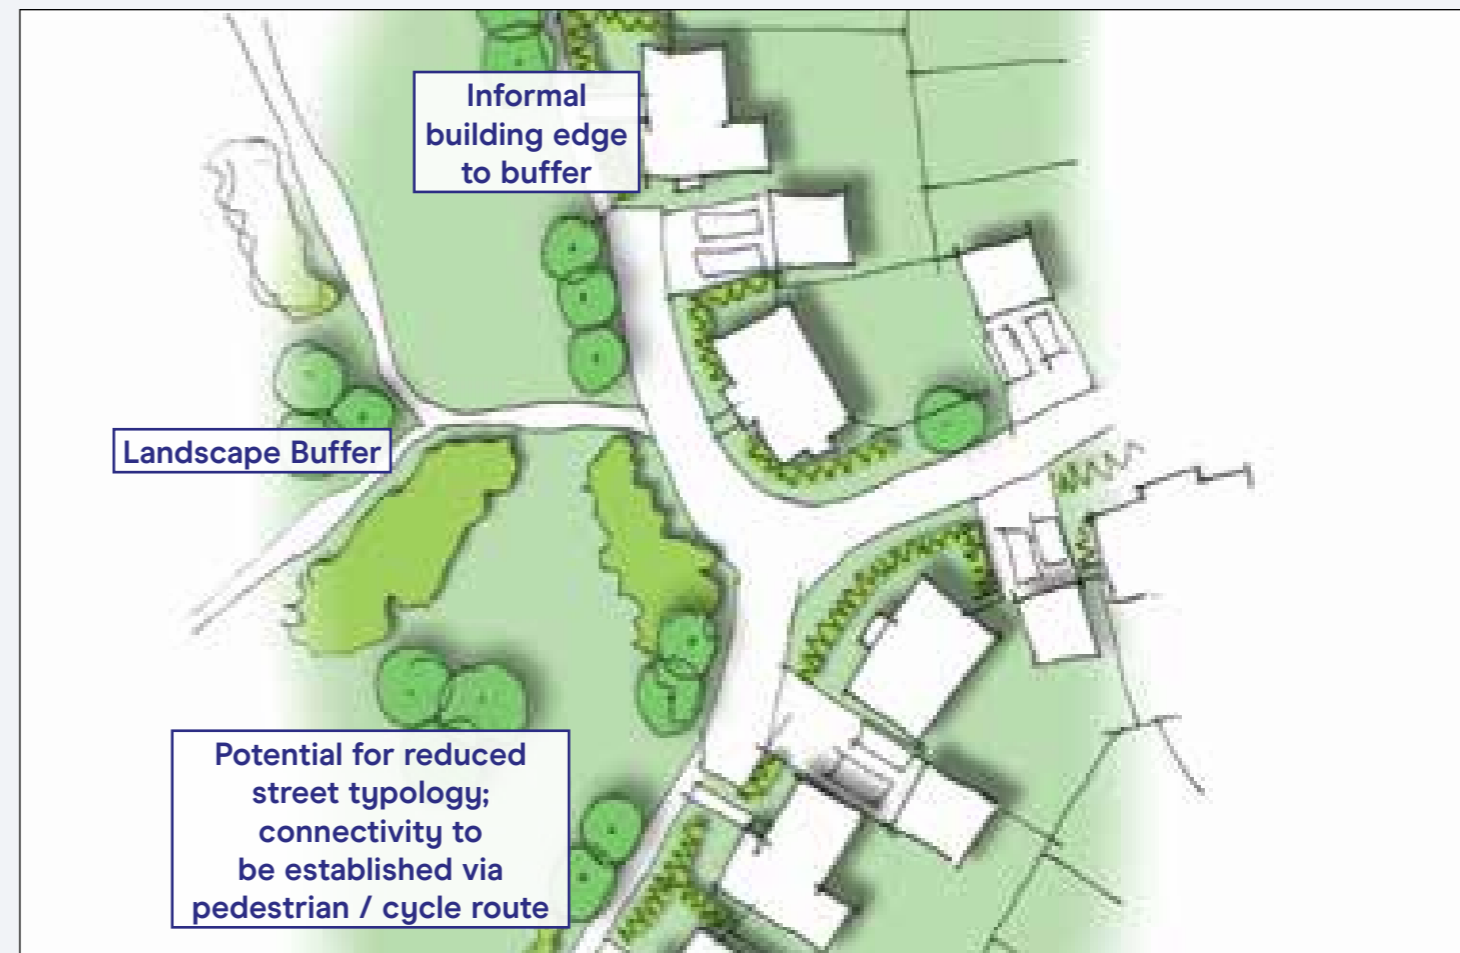 Informal
building edge
to buffer
Landscape Buffer
Potential for reduced
street typology;
connectivity to
be established via
pedestrian / cycle route